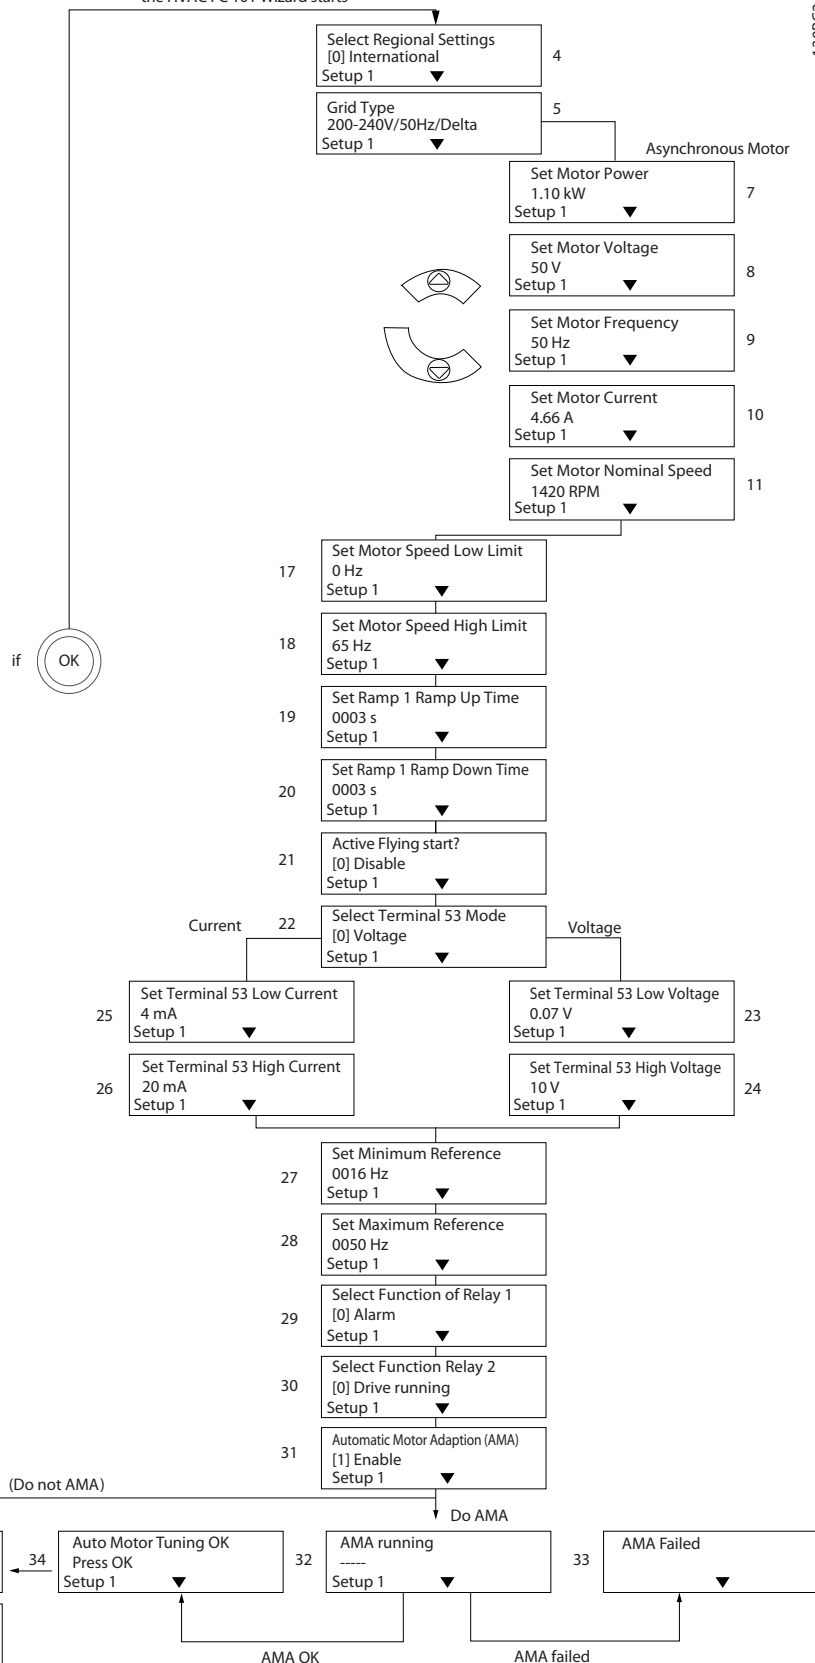 Select Regional Settings
[0] International
Setup 1
4
Grid Type
200-240V/50Hz/Delta
Setup 1
5
Asynchronous Motor
Set Motor Power
1.10 kW
Setup 1
7
Set Motor Voltage
50 V
Setup 1
8
Set Motor Frequency
50 Hz
Setup 1
9
Set Motor Current
4.66 A
Setup 1
10
Set Motor Nominal Speed
1420 RPM
Setup 1
11
17
Set Motor Speed Low Limit
0 Hz
Setup 1
if
OK
18
Set Motor Speed High Limit
65 Hz
Setup 1
19
Set Ramp 1 Ramp Up Time
0003 s
Setup 1
20
Set Ramp 1 Ramp Down Time
0003 s
Setup 1
21
Active Flying start?
[0] Disable
Setup 1
Current
22
Select Terminal 53 Mode
[0] Voltage
Setup 1
Voltage
25
Set Terminal 53 Low Current
4 mA
Setup 1
Set Terminal 53 Low Voltage
0.07 V
Setup 1
23
26
Set Terminal 53 High Current
20 mA
Setup 1
Set Terminal 53 High Voltage
10 V
Setup 1
24
27
Set Minimum Reference
0016 Hz
Setup 1
28
Set Maximum Reference
0050 Hz
Setup 1
29
Select Function of Relay 1
[0] Alarm
Setup 1
30
Select Function Relay 2
[0] Drive running
Setup 1
31
Automatic Motor Adaption (AMA)
[1] Enable
Setup 1
(Do not AMA)
Do AMA
34
Auto Motor Tuning OK
Press OK
Setup 1
32
AMA running
-----
Setup 1
33
AMA Failed
AMA OK
AMA failed